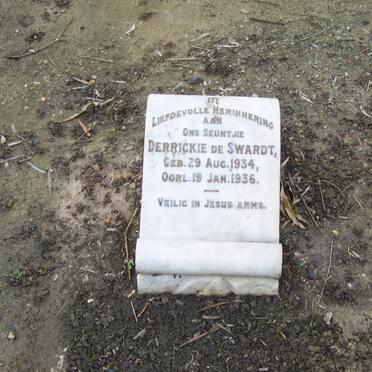 In
Liefdevolle Herinnering
aan
Ons Seuntjie
Derrickie de Swardt,
Geb. 29 Aug. 1934,
Oorl. 19 Jan. 1936.
Veilig in Jesus arms.